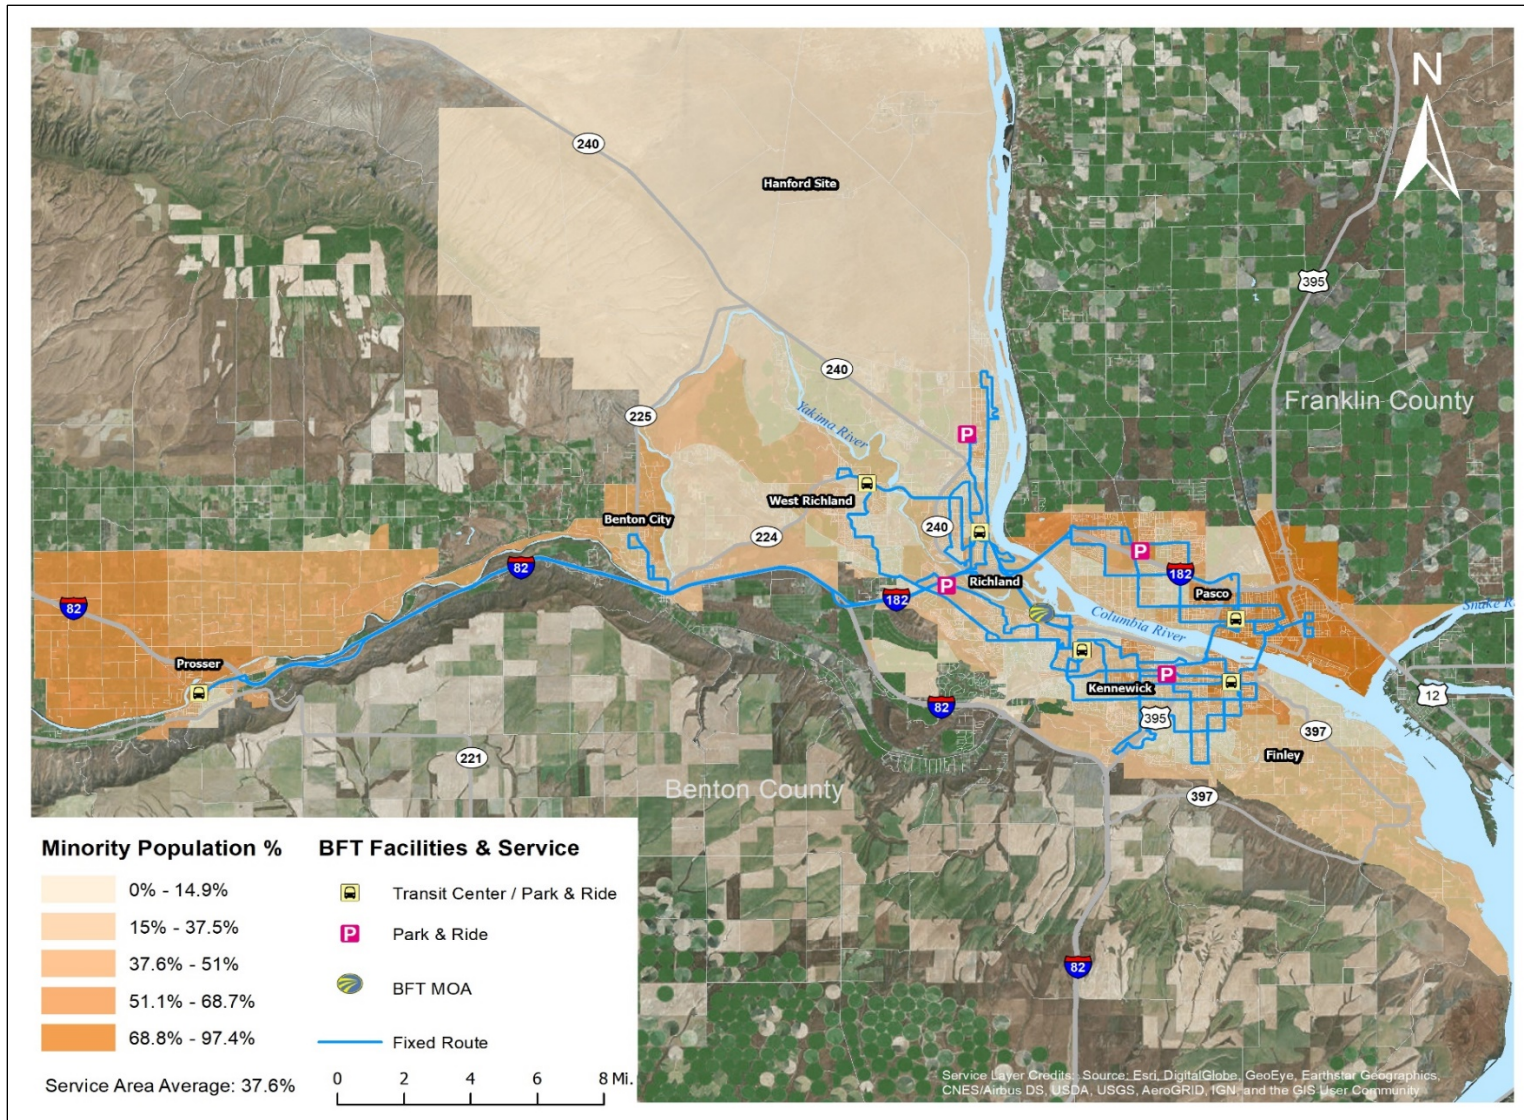 N
240
Hanford Site
395
Franklin County
240
225
Yakima River
West Richland
Benton City
240
224
82
182
182
82
Richland
Pasco
Columbia River
Snake R
Prosser
Kennewick
12
82
395
397
Finley
221
Benton County
397
82
Minority Population %
0% - 14.9%
15% - 37.5%
37.6% - 51%
51.1% - 68.7%
68.8% - 97.4%
Service Area Average: 37.6%
BFT Facilities & Service
Transit Center / Park & Ride
P Park & Ride
BFT MOA
Fixed Route
0 2 4 6 8 Mi.
P
P
P
P
Service Layer Credits: Source: Esri, DigitalGlobe, GeoEye, Earthstar Geographics,
CNES/Airbus DS, USDA, USGS, AeroGRID, IGN, and the GIS User Community